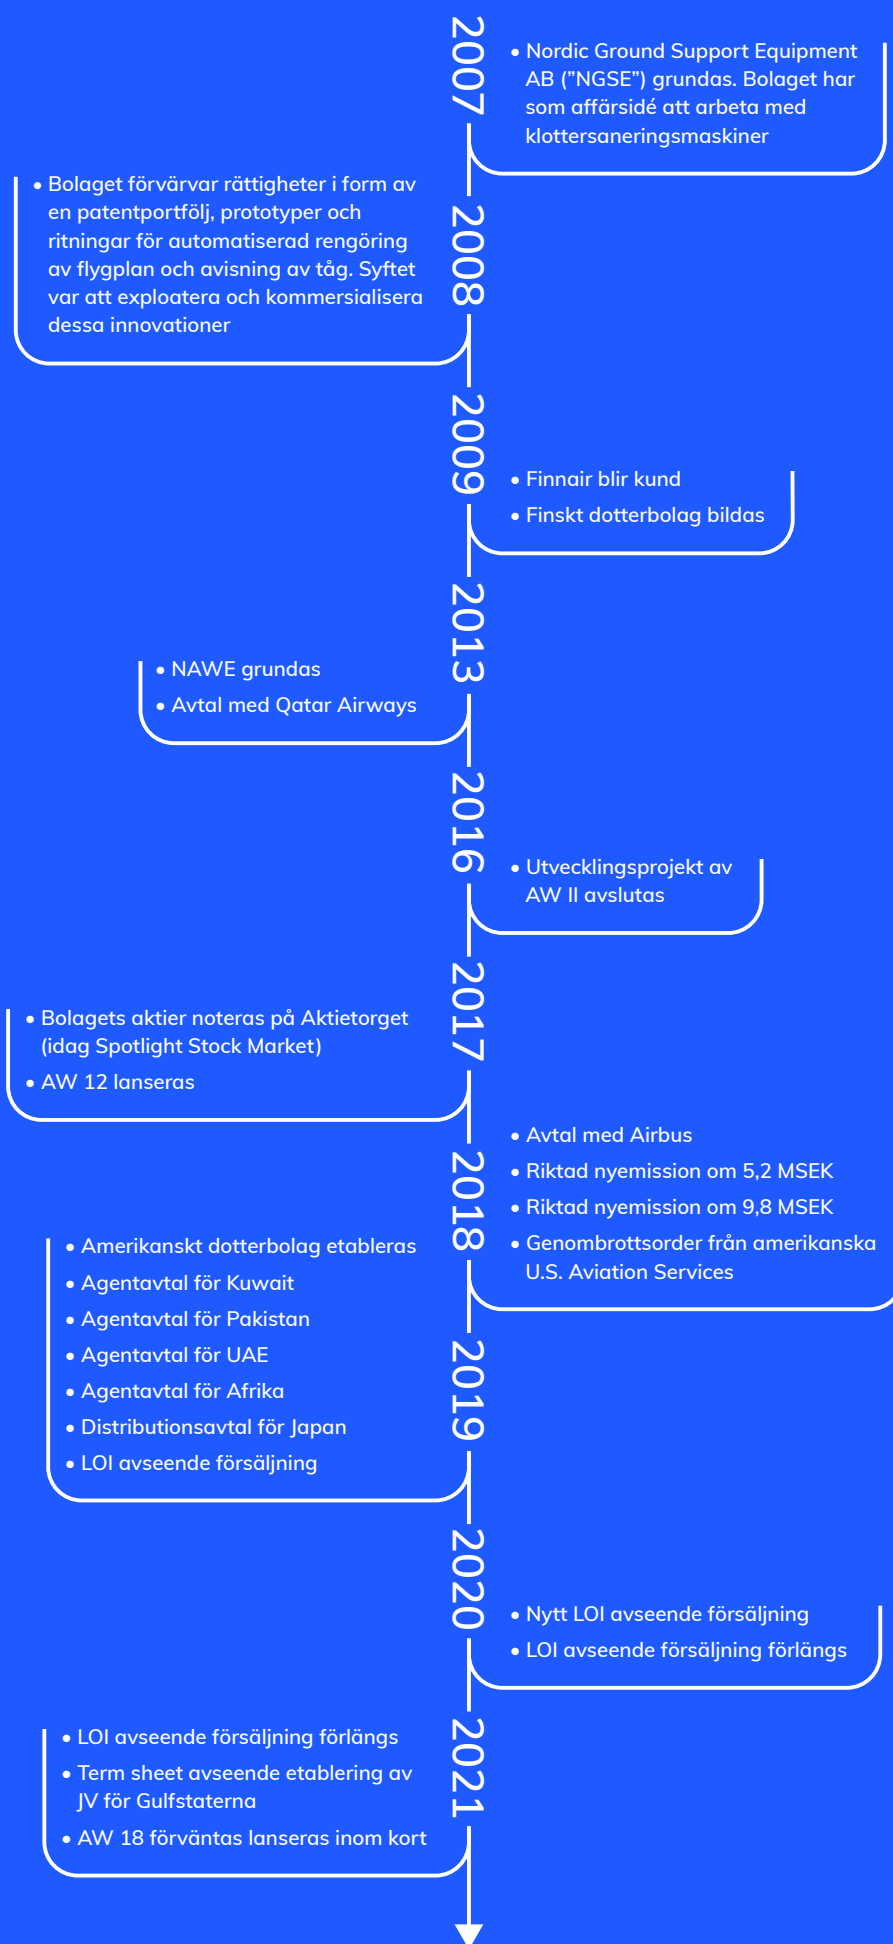 2007
• Nordic Ground Support Equipment
AB (”NGSE”) grundas. Bolaget har
som affärsidé att arbeta med
klottersaneringsmaskiner
2008
• Bolaget förvärvar rättigheter i form av
en patentportfölj, prototyper och
ritningar för automatiserad rengöring
av flygplan och avisning av tåg. Syftet
var att exploatera och kommersialisera
dessa innovationer
2009
• Finnair blir kund
• Finskt dotterbolag bildas
2013
• NAWE grundas
• Avtal med Qatar Airways
2016
• Utvecklingsprojekt av
AW II avslutas
2017
• Bolagets aktier noteras på Aktietorget
(idag Spotlight Stock Market)
• AW 12 lanseras
2018
• Avtal med Airbus
• Riktad nyemission om 5,2 MSEK
• Riktad nyemission om 9,8 MSEK
• Genombrottsorder från amerikanska
U.S. Aviation Services
2019
• Amerikanskt dotterbolag etableras
• Agentavtal för Kuwait
• Agentavtal för Pakistan
• Agentavtal för UAE
• Agentavtal för Afrika
• Distributionsavtal för Japan
• LOI avseende försäljning
2020
• Nytt LOI avseende försäljning
• LOI avseende försäljning förlängs
2021
• LOI avseende försäljning förlängs
• Term sheet avseende etablering av
JV för Gulfstaterna
• AW 18 förväntas lanseras inom kort